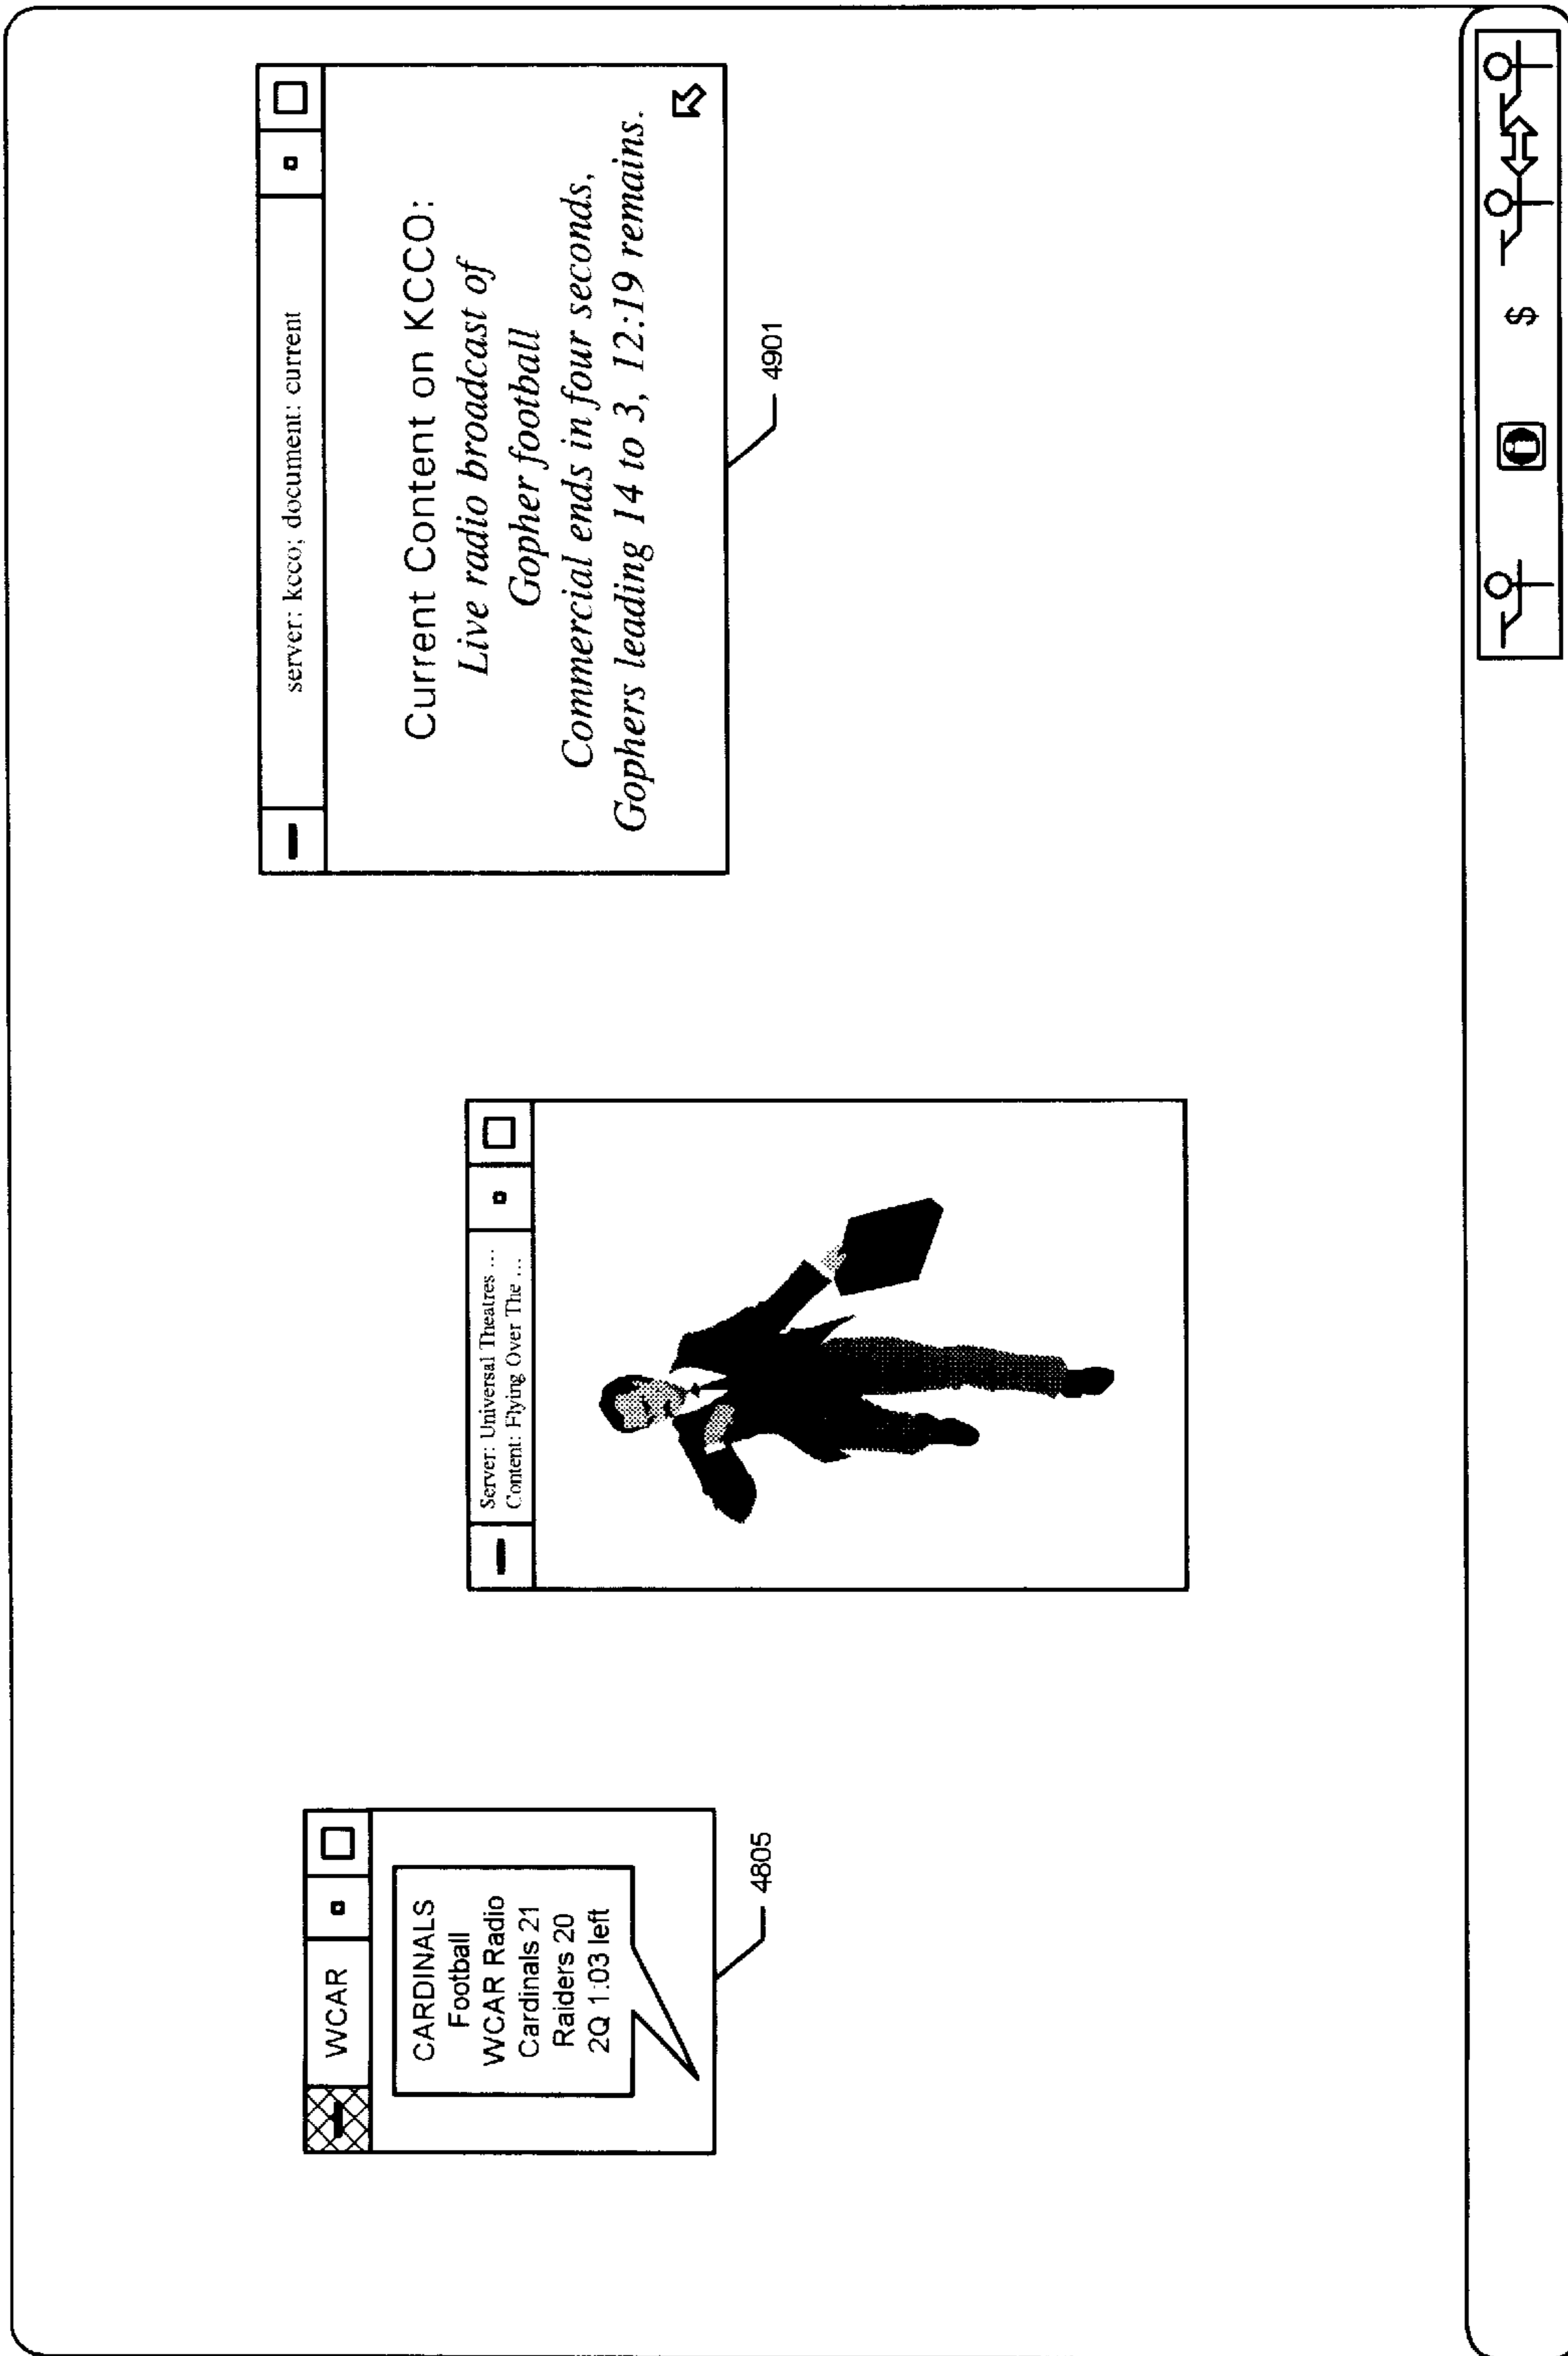 WCAR
CARDINALS
Football
WCAR Radio
Cardinals 21
Raiders 20
2Q 1:03 left
4805
Server: Universal Theatres ...
Content: Flying Over The ...
server: kcco; document: current
Current Content on KCCO:
Live radio broadcast of
Gopher football
Commercial ends in four seconds,
Gophers leading 14 to 3, 12:19 remains.
4901
i
$